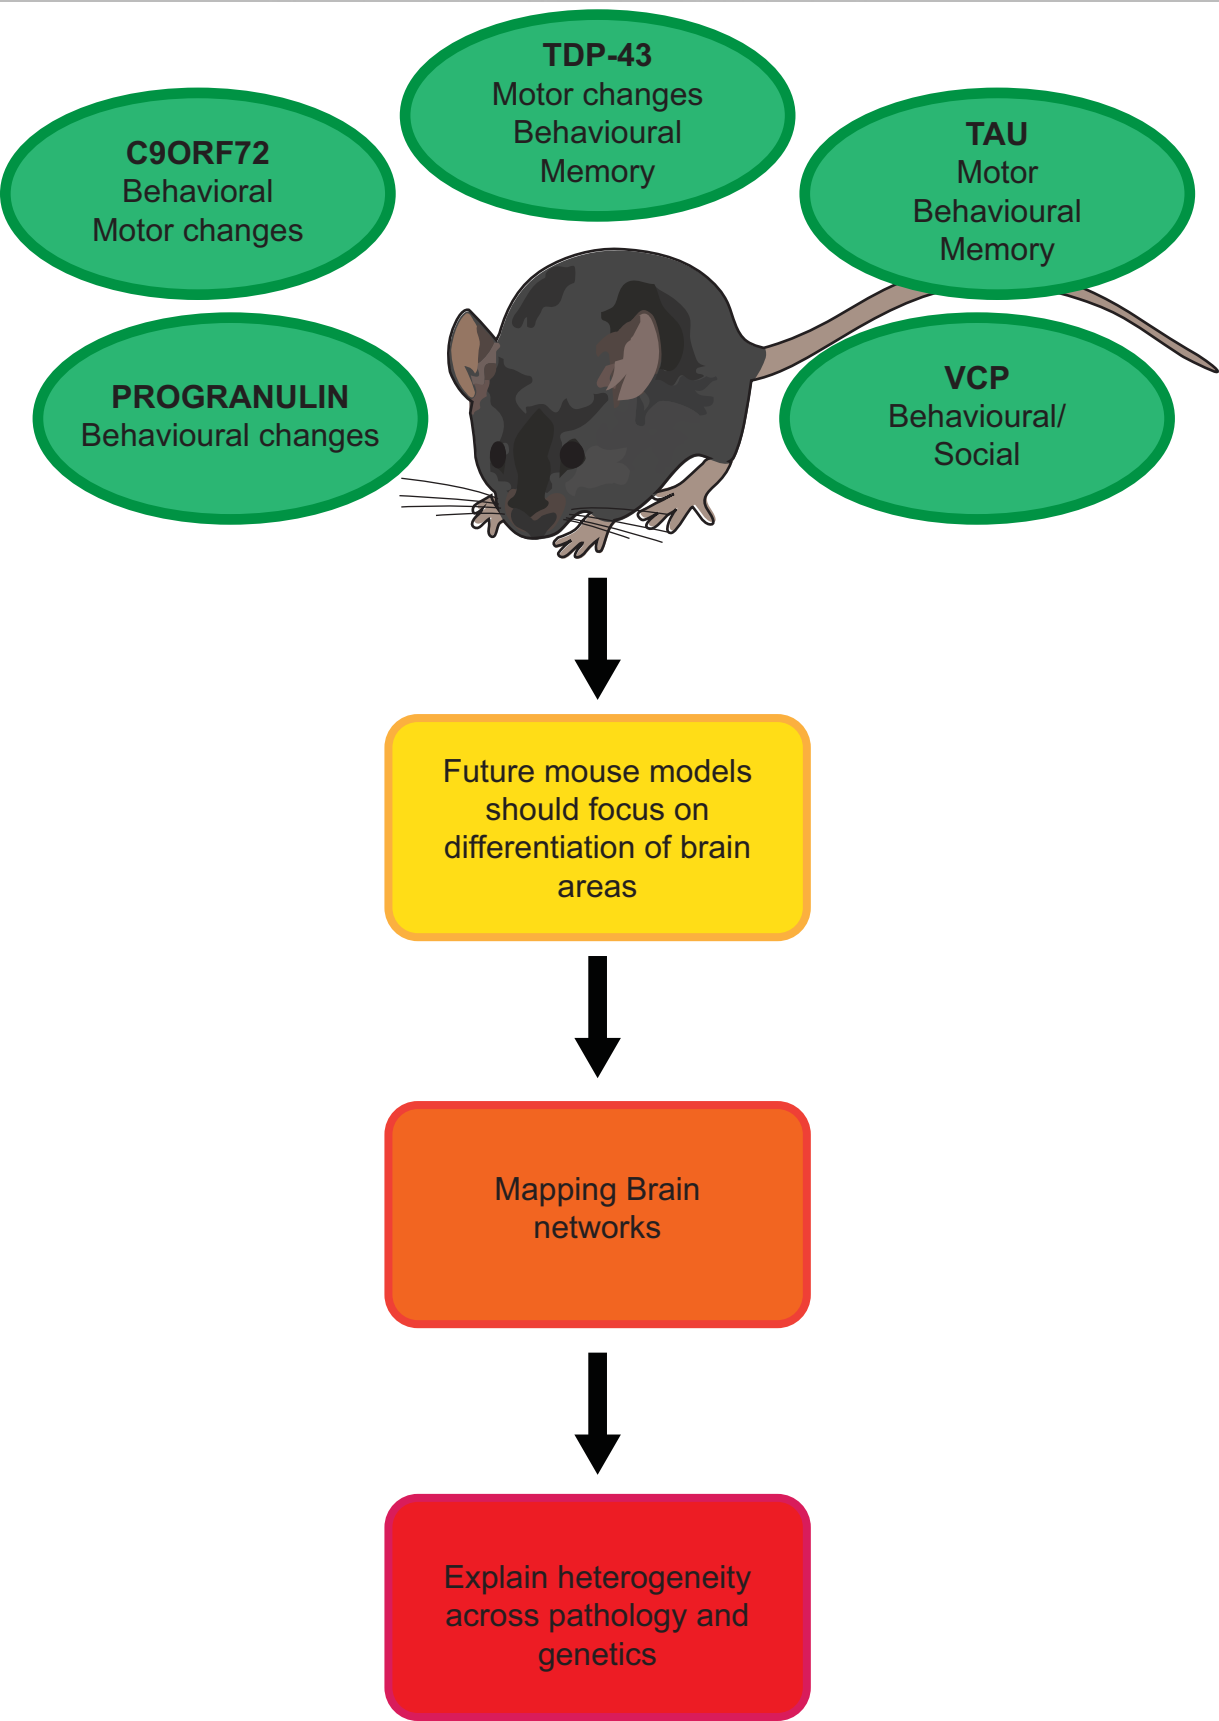 TDP-43
Motor changes
Behavioural
Memory
C9ORF72
Behavioral
Motor changes
TAU
Motor
Behavioural
Memory
PROGRANULIN
Behavioural changes
VCP
Behavioural/
Social
Future mouse models
should focus on
differentiation of brain
areas
Mapping Brain
networks
Explain heterogeneity
across pathology and
genetics